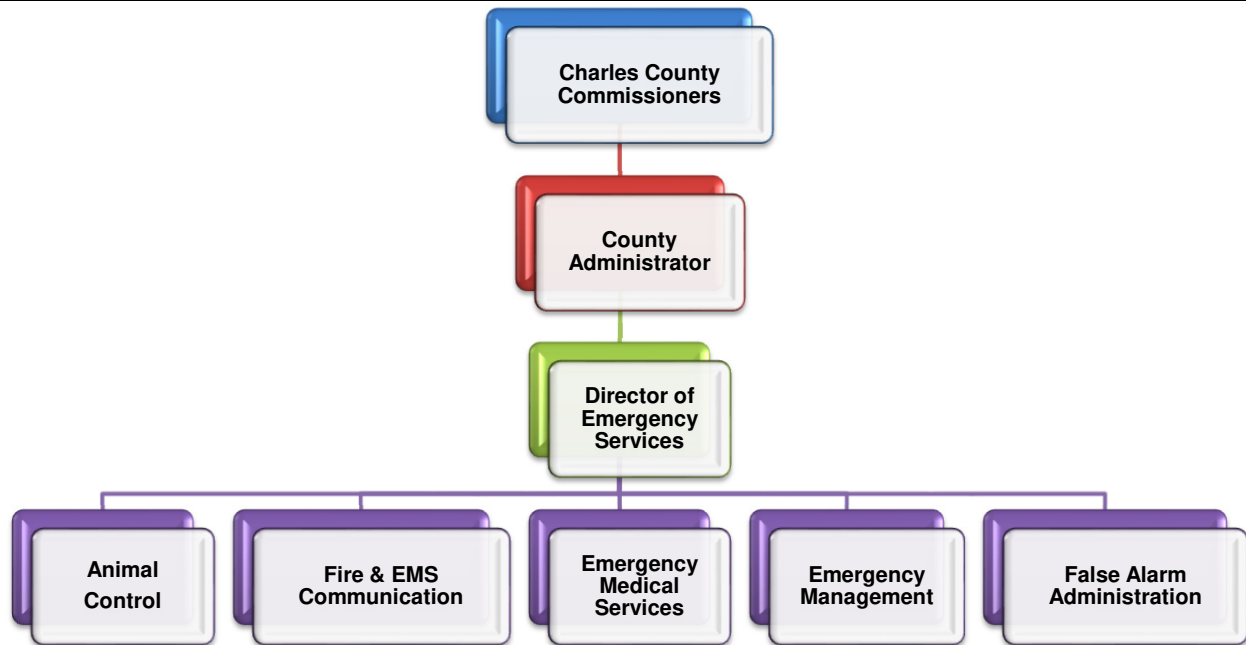 Charles County
Commissioners
County
Administrator
Director of
Emergency
Services
Animal
Control
Fire & EMS
Communication
Emergency
Medical
Services
Emergency
Management
False Alarm
Administration